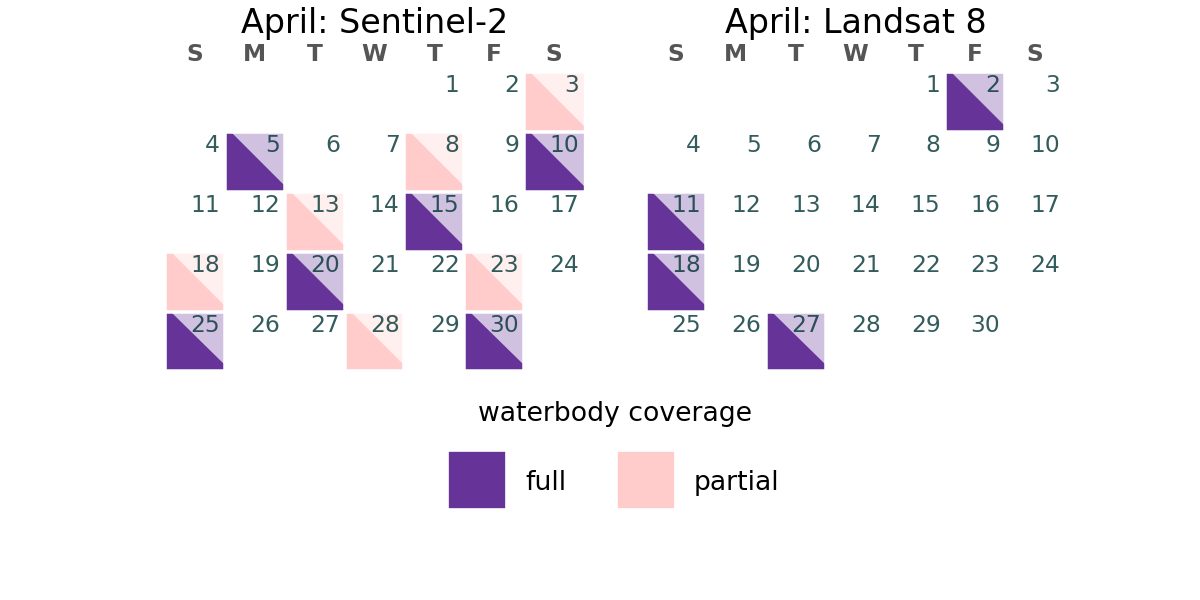 April: Sentinel-2
S M T W T F S
1 2 3
4 5 6 7 8 9 10
11 12 13 14 15 16 17
18 19 20 21 22 23 24
25 26 27 28 29 30
April: Landsat 8
S M T W T F S
1 2 3
4 5 6 7 8 9 10
11 12 13 14 15 16 17
18 19 20 21 22 23 24
25 26 27 28 29 30
waterbody coverage
full partial